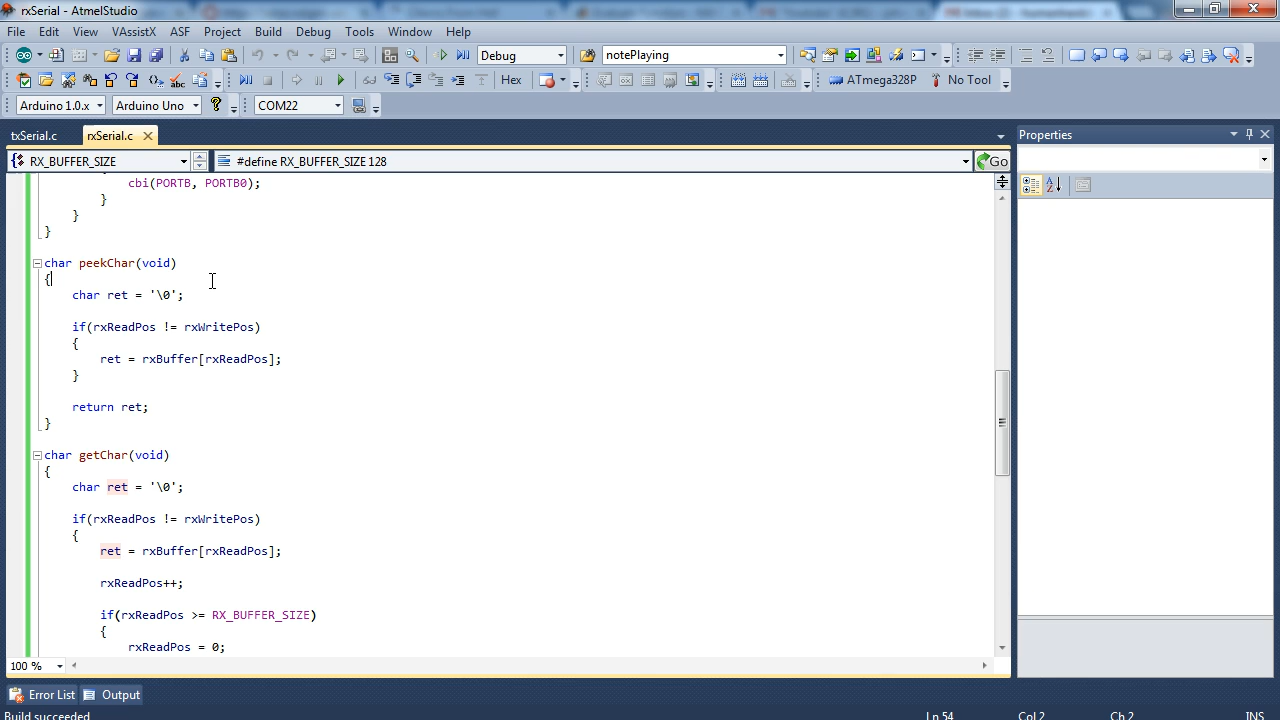 rxSerial - AtmelStudio
File Edit View VAssistX ASF Project Build Debug Tools Window Help
Debug notePlaying
Hex ATmega328P No Tool
Arduino 1.0.x Arduino Uno COM22
txSerial.c rxSerial.c Properties
RX_BUFFER_SIZE #define RX_BUFFER_SIZE 128 Go
cbi(PORTB, PORTB0);
}
}
}
char peekChar(void)
{
char ret = '\0';
if(rxReadPos != rxWritePos)
{
ret = rxBuffer[rxReadPos];
}
return ret;
}
char getChar(void)
{
char ret = '\0';
if(rxReadPos != rxWritePos)
{
ret = rxBuffer[rxReadPos];
rxReadPos++;
if(rxReadPos >= RX_BUFFER_SIZE)
{
rxReadPos = 0;
100 %
Error List Output
Build succeeded Ln 54 Col 2 Ch 2 INS